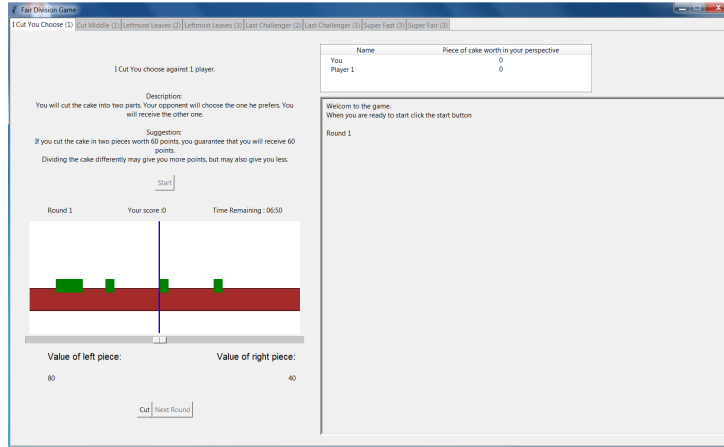 Fair Division Game
I Cut You Choose (1) Cut Middle (1) Leftmost Leaves (2) Leftmost Leaves (3) Last Challenger (2) Last Challenger (3) Super Fast (3) Super Fair (3)
I Cut You choose against 1 player.
Description:
You will cut the cake into two parts. Your opponent will choose the one he prefers. You
will receive the other one.
Suggestion:
If you cut the cake in two pieces worth 60 points, you guarantee that you will receive 60
points.
Dividing the cake differently may give you more points, but may also give you less.
Start
Round 1 Your score :0 Time Remaining : 06:50
Value of left piece: Value of right piece:
80 40
Cut Next Round
Name Piece of cake worth in your perspective
You 0
Player 1 0
Welcom to the game.
When you are ready to start click the start button
Round 1